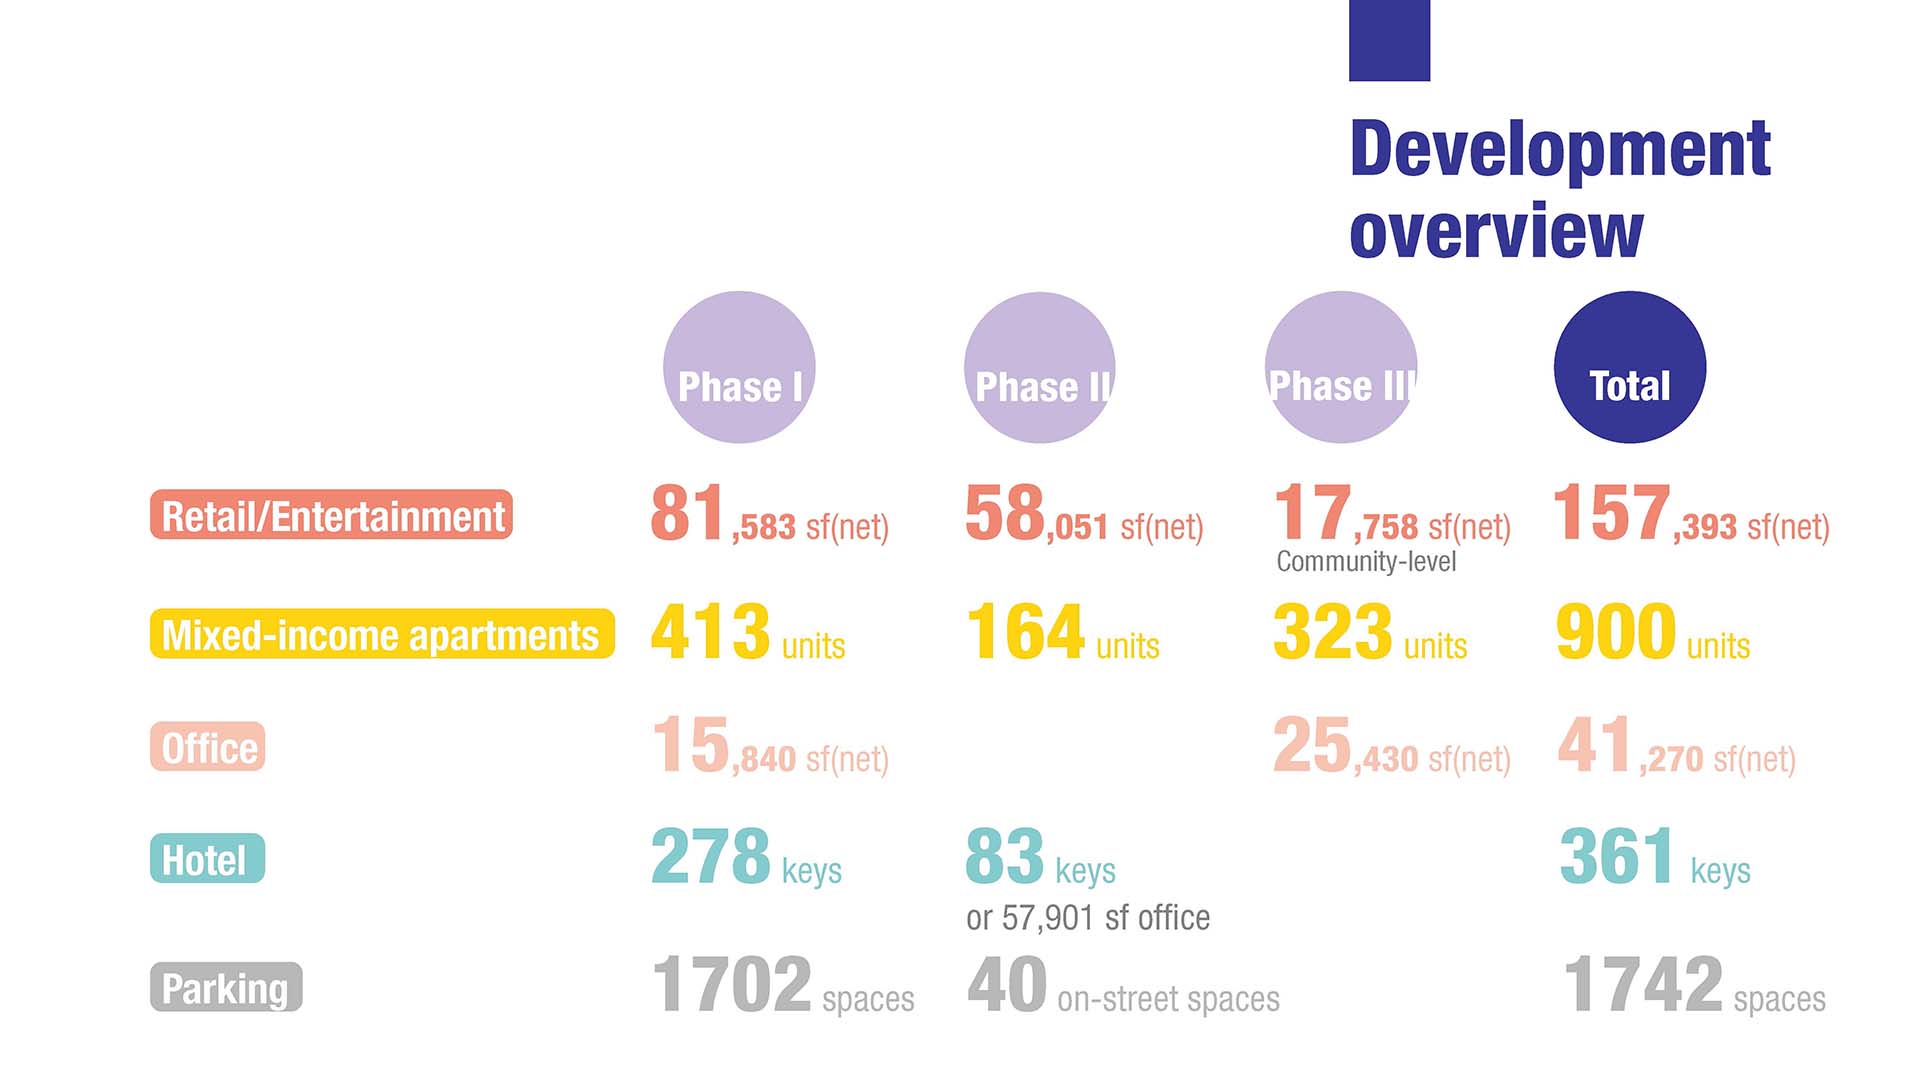 Development
overview
Phase I Phase II Phase III Total
Retail/Entertainment 81,583 sf(net) 58,051 sf(net) 17,758 sf(net) 157,393 sf(net)
Community-level
Mixed-income apartments 413 units 164 units 323 units 900 units
Office 15,840 sf(net) 25,430 sf(net) 41,270 sf(net)
Hotel 278 keys 83 keys 361 keys
or 57,901 sf office
Parking 1702 spaces 40 on-street spaces 1742 spaces